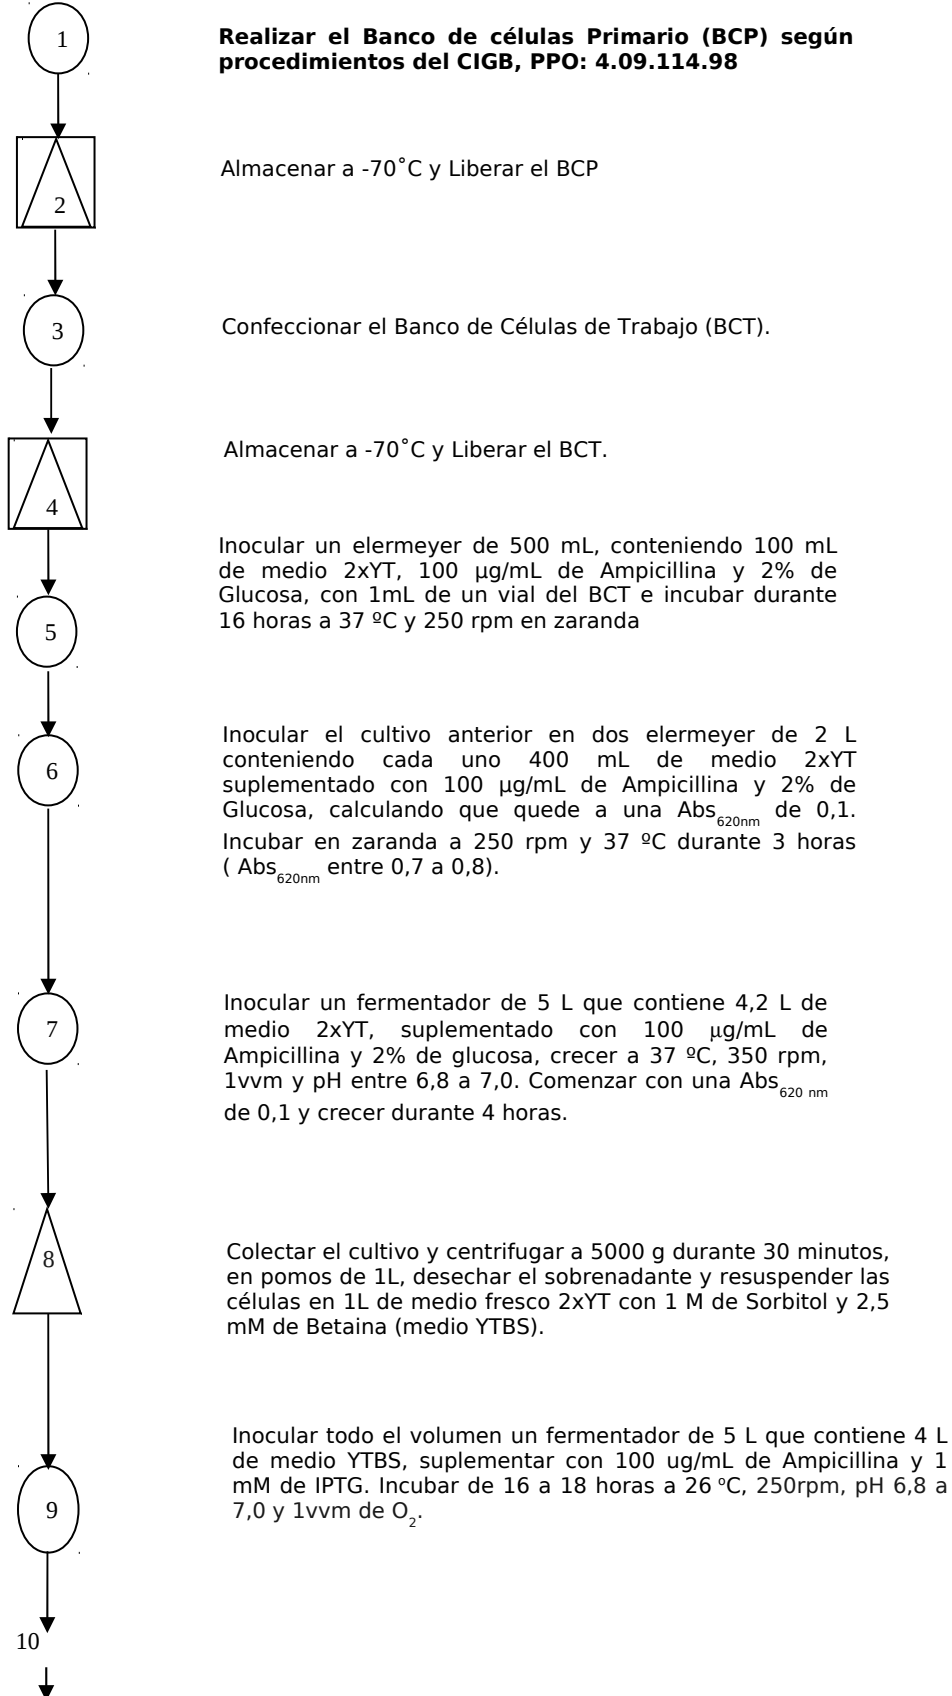 1
Realizar el Banco de células Primario (BCP) según
procedimientos del CIGB, PPO: 4.09.114.98
2
Almacenar a -70˚C y Liberar el BCP
3
Confeccionar el Banco de Células de Trabajo (BCT).
4
Almacenar a -70˚C y Liberar el BCT.
5
Inocular un elermeyer de 500 mL, conteniendo 100 mL
de medio 2xYT, 100 µg/mL de Ampicillina y 2% de
Glucosa, con 1mL de un vial del BCT e incubar durante
16 horas a 37 ºC y 250 rpm en zaranda
6
Inocular el cultivo anterior en dos elermeyer de 2 L
conteniendo cada uno 400 mL de medio 2xYT
suplementado con 100 µg/mL de Ampicillina y 2% de
Glucosa, calculando que quede a una Abs620nm de 0,1.
Incubar en zaranda a 250 rpm y 37 ºC durante 3 horas
( Abs620nm entre 0,7 a 0,8).
7
Inocular un fermentador de 5 L que contiene 4,2 L de
medio 2xYT, suplementado con 100 µg/mL de
Ampicillina y 2% de glucosa, crecer a 37 ºC, 350 rpm,
1vvm y pH entre 6,8 a 7,0. Comenzar con una Abs620 nm
de 0,1 y crecer durante 4 horas.
8
Colectar el cultivo y centrifugar a 5000 g durante 30 minutos,
en pomos de 1L, desechar el sobrenadante y resuspender las
células en 1L de medio fresco 2xYT con 1 M de Sorbitol y 2,5
mM de Betaina (medio YTBS).
9
Inocular todo el volumen un fermentador de 5 L que contiene 4 L
de medio YTBS, suplementar con 100 ug/mL de Ampicillina y 1
mM de IPTG. Incubar de 16 a 18 horas a 26 ºC, 250rpm, pH 6,8 a
7,0 y 1vvm de O2.
10